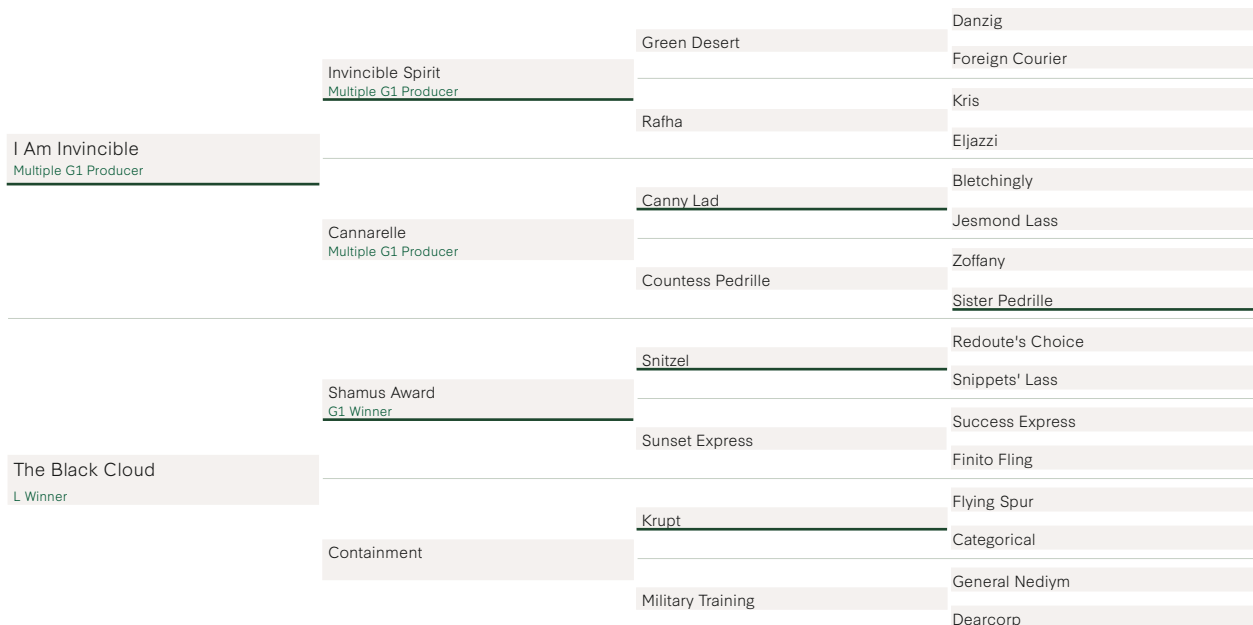 I Am Invincible
Multiple G1 Producer
The Black Cloud
L Winner
Invincible Spirit
Multiple G1 Producer
Cannarelle
Multiple G1 Producer
Shamus Award
G1 Winner
Containment
Green Desert
Rafha
Canny Lad
Countess Pedrille
Snitzel
Sunset Express
Krupt
Military Training
Danzig
Foreign Courier
Kris
Eljazzi
Bletchingly
Jesmond Lass
Zoffany
Sister Pedrille
Redoute's Choice
Snippets' Lass
Success Express
Finito Fling
Flying Spur
Categorical
General Nediym
Dearcorp